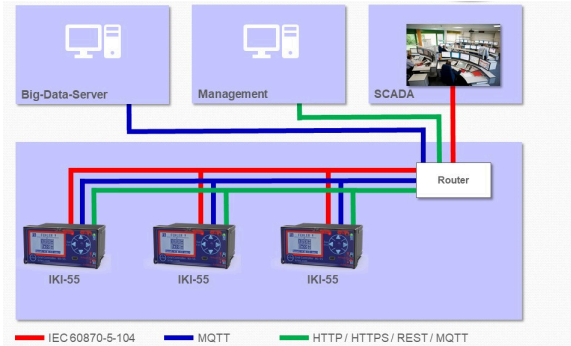 Big-Data-Server
Management
SCADA
Router
IKI-55
IKI-55
IKI-55
IEC 60870-5-104
MQTT
HTTP / HTTPS / REST / MQTT